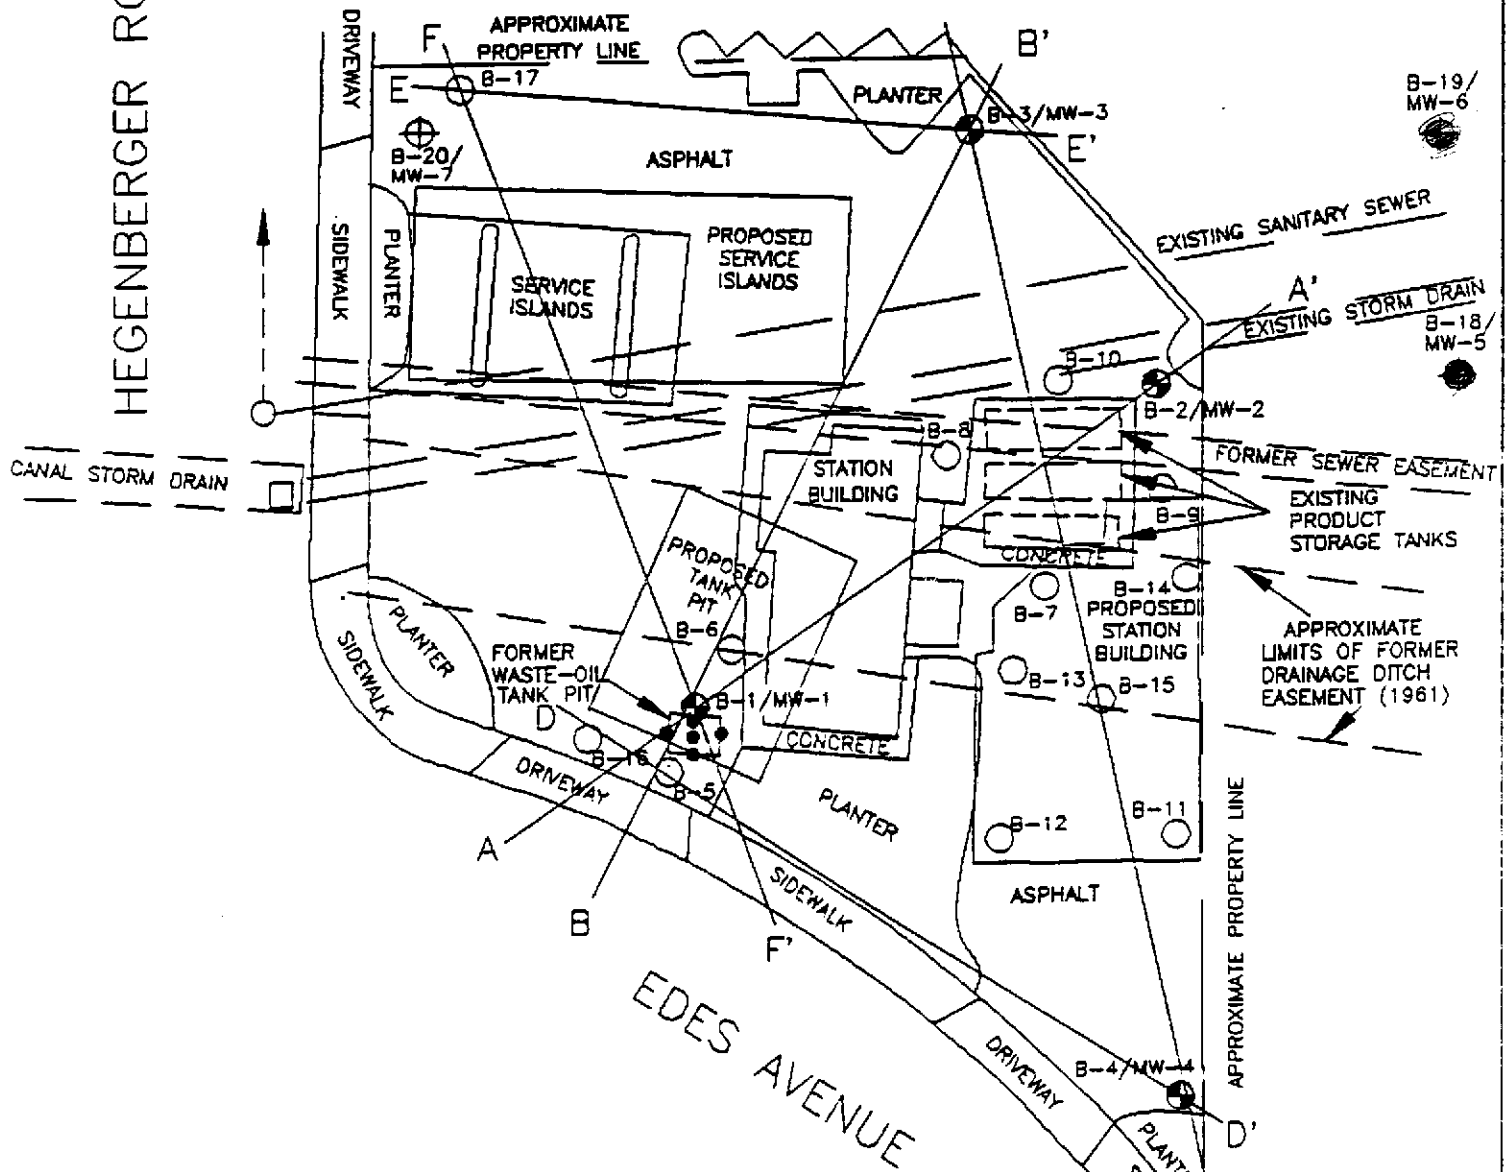 HEGENBERGER RO
DRIVEWAY
F
APPROXIMATE
PROPERTY LINE
B'
E
B-17
PLANTER
B-3/MW-3
E'
B-19/
MW-6
B-20/
MW-7
ASPHALT
SIDEWALK
PLANTER
SERVICE
ISLANDS
PROPOSED
SERVICE
ISLANDS
EXISTING SANITARY SEWER
A'
EXISTING STORM DRAIN
B-18/
MW-5
B-10
B-2/MW-2
B-8
CANAL STORM DRAIN
STATION
BUILDING
FORMER SEWER EASEMENT
B-9
EXISTING
PRODUCT
STORAGE TANKS
CONCRETE
PROPOSED
TANK
PIT
B-7
B-14
PROPOSED
STATION
BUILDING
APPROXIMATE
LIMITS OF FORMER
DRAINAGE DITCH
EASEMENT (1961)
SIDEWALK
PLANTER
B-6
FORMER
WASTE-OIL
TANK PIT
D
B-1/MW-1
B-13
B-15
CONCRETE
B-16
B-5
DRIVEWAY
PLANTER
B-12
B-11
A
B
F'
SIDEWALK
ASPHALT
APPROXIMATE PROPERTY LINE
EDES AVENUE
DRIVEWAY
B-4/MW-4
D'
PLANT